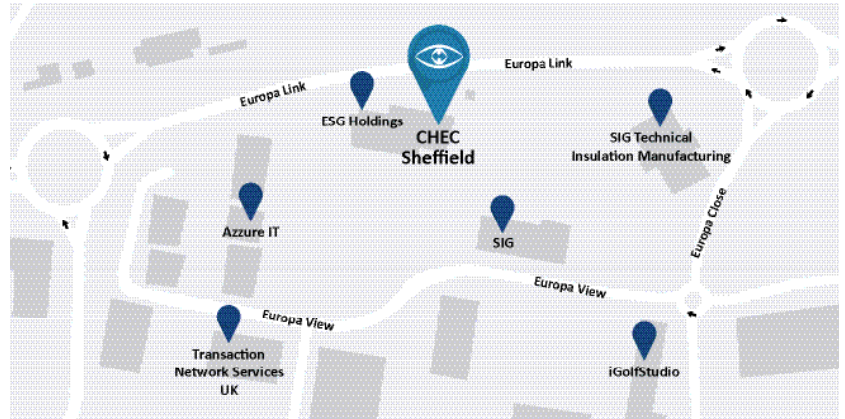 Europa Link
Europa Link
ESG Holdings
CHEC
Sheffield
SIG Technical
Insulation Manufacturing
Europa Close
Azzure IT
SIG
Europa View
Europa View
Transaction
Network Services
UK
iGolfStudio